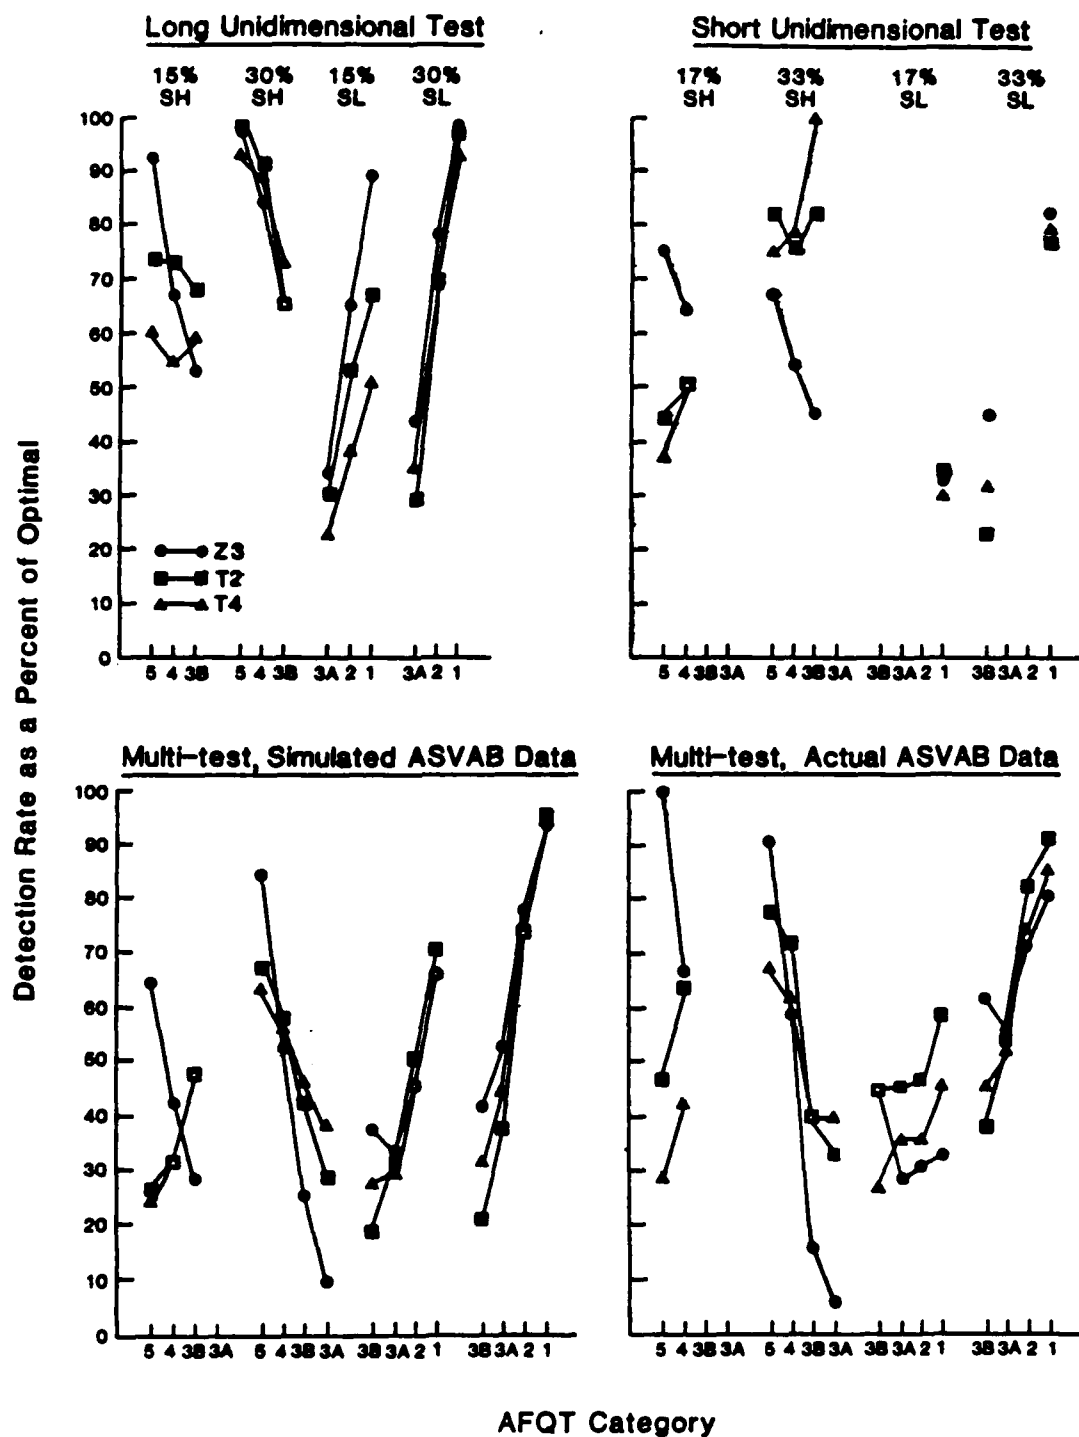 Long Unidimensional Test
Short Unidimensional Test
15% 30% 15% 30%
SH SH SL SL
17% 33% 17% 33%
SH SH SL SL
100
90
80
70
60
50
40
30
20
10
0
Z3
T2
T4
5 4 3B 5 4 3B 3A 2 1 3A 2 1
5 4 3B 3A 5 4 3B 3A 3B 3A 2 1 3B 3A 2 1
Detection Rate as a Percent of Optimal
Multi-test, Simulated ASVAB Data
Multi-test, Actual ASVAB Data
100
90
80
70
60
50
40
30
20
10
0
5 4 3B 3A 5 4 3B 3A 3B 3A 2 1 3B 3A 2 1
5 4 3B 3A 5 4 3B 3A 3B 3A 2 1 3B 3A 2 1
AFQT Category